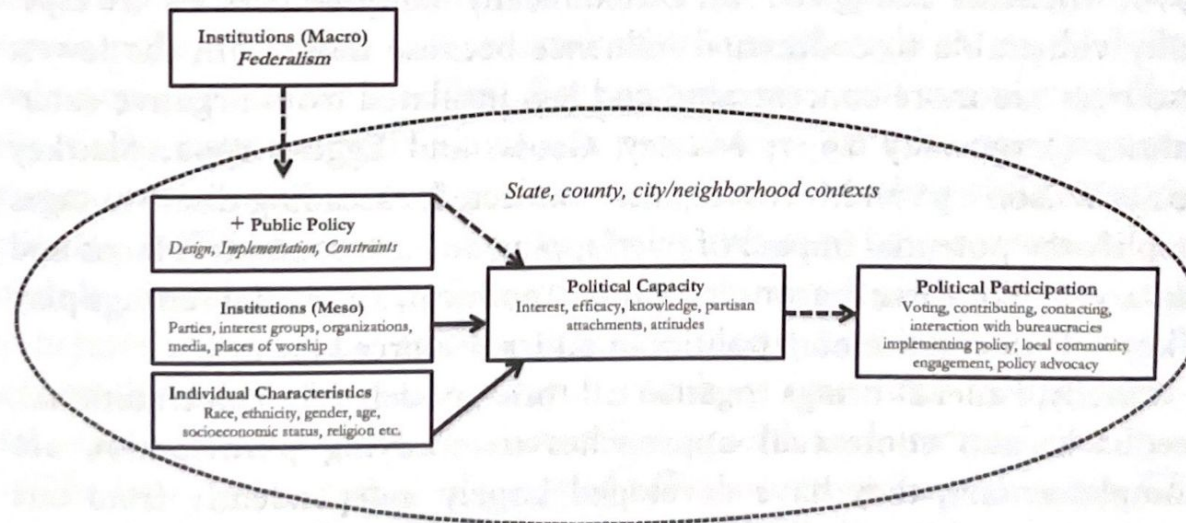 Institutions (Macro)
Federalism
State, county, city/neighborhood contexts
+ Public Policy
Design, Implementation, Constraints
Institutions (Meso)
Parties, interest groups, organizations,
media, places of worship
Individual Characteristics
Race, ethnicity, gender, age,
socioeconomic status, religion etc.
Political Capacity
Interest, efficacy, knowledge, partisan
attachments, attitudes
Political Participation
Voting, contributing, contacting,
interaction with bureaucracies
implementing policy, local community
engagement, policy advocacy